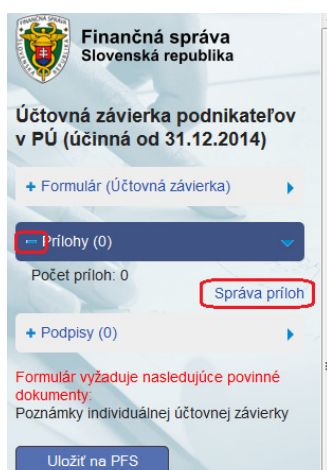 Finančná správa
Slovenská republika
Účtovná závierka podnikateľov
v PÚ (účinná od 31.12.2014)
+ Formulár (Účtovná závierka)
Prílohy (0)
Počet príloh: 0
Správa príloh
+ Podpisy (0)
Formulár vyžaduje nasledujúce povinné
dokumenty:
Poznámky individuálnej účtovnej závierky
Uložiť na PFS